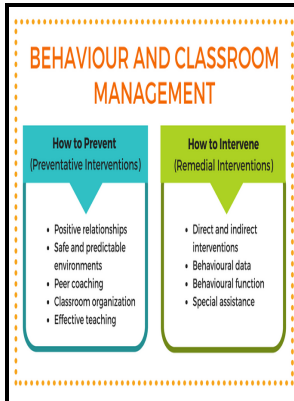 BEHAVIOUR AND CLASSROOM
MANAGEMENT
How to Prevent
(Preventative Interventions)
• Positive relationships
• Safe and predictable
environments
• Peer coaching
• Classroom organization
• Effective teaching
How to Intervene
(Remedial Interventions)
• Direct and indirect
interventions
• Behavioural data
• Behavioural function
• Special assistance